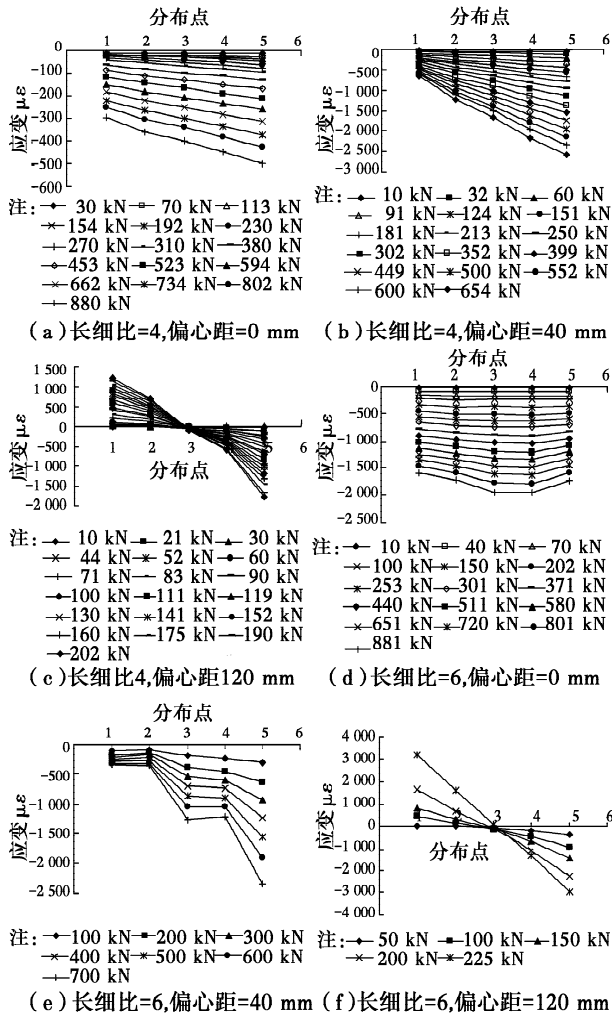 分布点
0 1 2 3 4 5 6
0
-100
-200
-300
-400
-500
-600
应变με
注: 30 kN 70 kN 113 kN
154 kN 192 kN 230 kN
270 kN 310 kN 380 kN
453 kN 523 kN 594 kN
662 kN 734 kN 802 kN
880 kN
(a)长细比=4,偏心距=0 mm
分布点
1 2 3 4 5 6
0
-500
-1 000
-1 500
-2 000
-2 500
-3 000
应变με
注: 10 kN 32 kN 60 kN
91 kN 124 kN 151 kN
181 kN 213 kN 250 kN
302 kN 352 kN 399 kN
449 kN 500 kN 552 kN
600 kN 654 kN
(b)长细比=4,偏心距=40 mm
1 500
1 000
500
0
-500
-1 000
-1 500
-2 000
应变με
1 2 3 4 5 6
分布点
注: 10 kN 21 kN 30 kN
44 kN 52 kN 60 kN
71 kN 83 kN 90 kN
100 kN 111 kN 119 kN
130 kN 141 kN 152 kN
160 kN 175 kN 190 kN
202 kN
(c)长细比4,偏心距120 mm
分布点
0 1 2 3 4 5 6
0
-500
-1 000
-1 500
-2 000
-2 500
应变με
注: 10 kN 40 kN 70 kN
100 kN 150 kN 202 kN
253 kN 301 kN 371 kN
440 kN 511 kN 580 kN
651 kN 720 kN 801 kN
881 kN
(d)长细比=6,偏心距=0 mm
分布点
1 2 3 4 5 6
0
-500
-1 000
-1 500
-2 000
-2 500
应变με
注: 100 kN 200 kN 300 kN
400 kN 500 kN 600 kN
700 kN
(e)长细比=6,偏心距=40 mm
4 000
3 000
2 000
1 000
0
-1 000
-2 000
-3 000
-4 000
应变με
1 2 3 4 5 6
分布点
注: 50 kN 100 kN 150 kN
200 kN 225 kN
(f)长细比=6,偏心距=120 mm